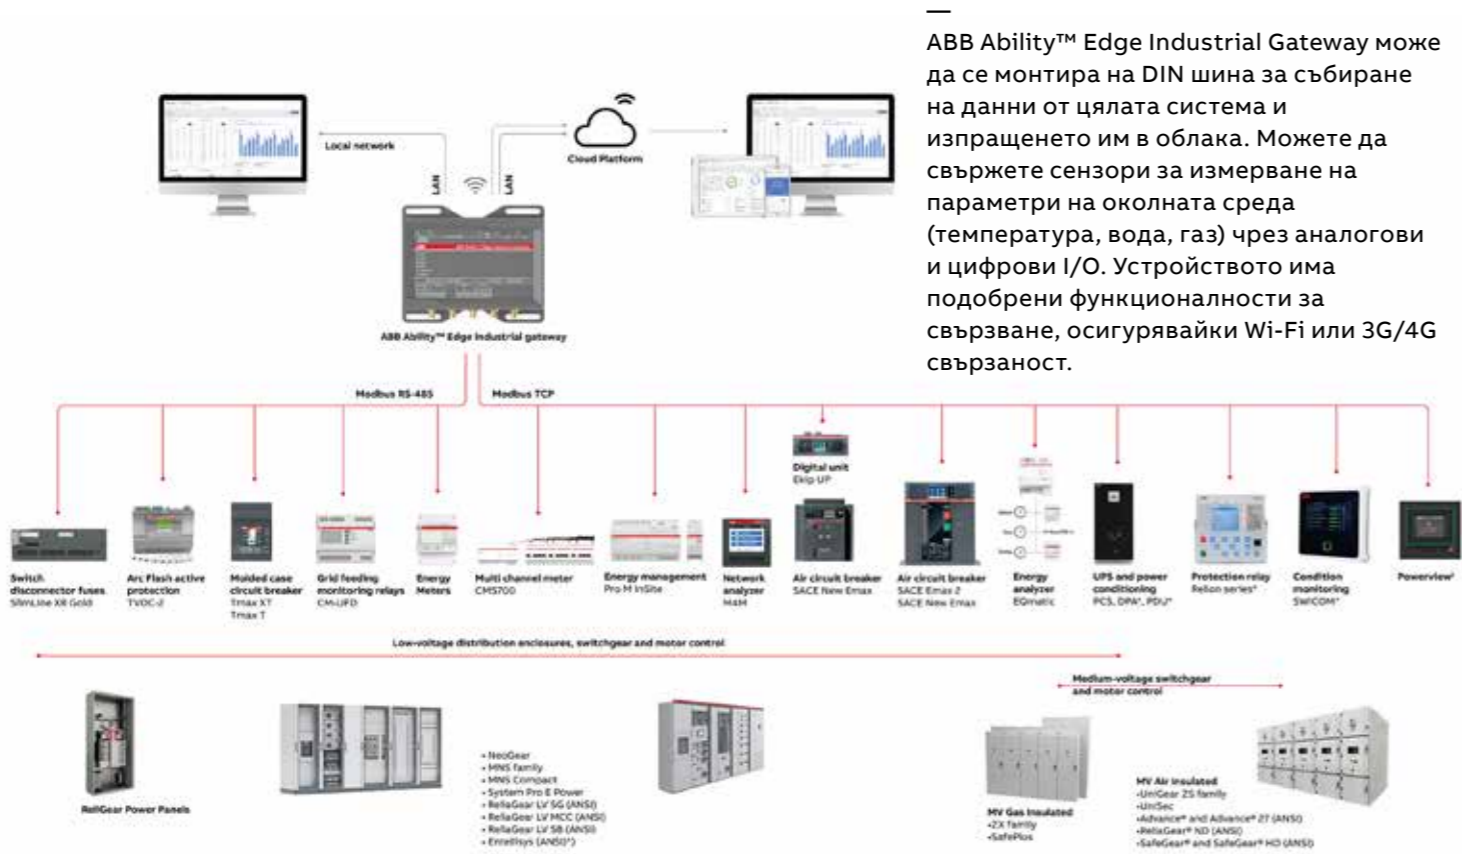 ABB Ability™ Edge Industrial Gateway може
да се монтира на DIN шина за събиране
на данни от цялата система и
изпращенето им в облака. Можете да
свържете сензори за измерване на
параметри на околната среда
(температура, вода, газ) чрез аналогови
и цифрови I/O. Устройството има
подобрени функционалности за
свързване, осигурявайки Wi-Fi или 3G/4G
свързаност.
Local network
LAN
LAN
Cloud Platform
ABB Ability™ Edge Industrial gateway
Modbus RS-485
Modbus TCP
Digital unit
Ekip UP
Switch
disconnector fuses
SlimLine XR Gold
Arc Flash active
protection
TVOC-2
Molded case
circuit breaker
Tmax XT
Tmax T
Grid feeding
monitoring relays
CM-UFD
Energy
Meters
Multi channel meter
CMS700
Energy management
Pro M InSite
Network
analyzer
M4M
Air circuit breaker
SACE New Emax
Air circuit breaker
SACE Emax 2
SACE New Emax
Energy
analyzer
EQmatic
UPS and power
conditioning
PCS, DPA*, PDU*
Protection relay
Relion series*
Condition
monitoring
SWICOM*
Powerview*
Low-voltage distribution enclosures, switchgear and motor control
Medium-voltage switchgear
and motor control
ReliGear Power Panels
• NeoGear
• MNS family
• MNS Compact
• System Pro E Power
• ReliaGear LV SG (ANSI)
• ReliaGear LV MCC (ANSI)
• ReliaGear LV SB (ANSI)
• Entellisys (ANSI*)
MV Gas Insulated
•ZX family
•SafePlus
MV Air Insulated
•UniGear ZS family
•UniSec
•Advance® and Advance® 27 (ANSI)
•ReliaGear® ND (ANSI)
•SafeGear® and SafeGear® HD (ANSI)